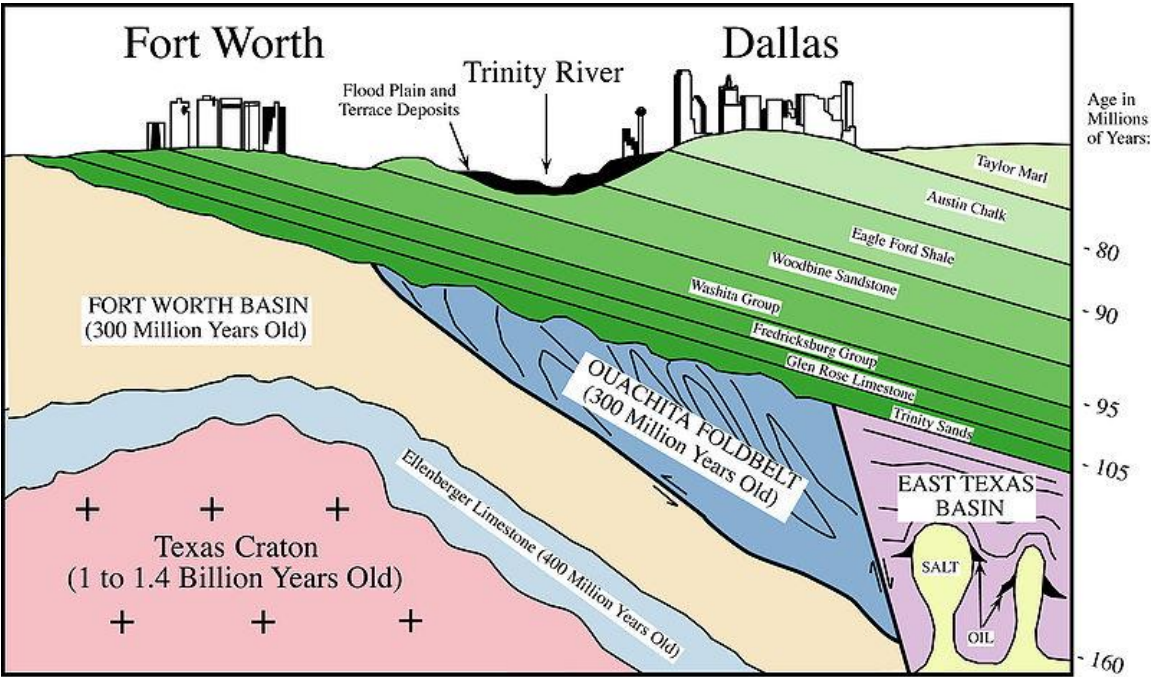 Fort Worth
Dallas
Trinity River
Flood Plain and
Terrace Deposits
Age in
Millions
of Years:
Taylor Marl
Austin Chalk
Eagle Ford Shale
- 80
Woodbine Sandstone
Washita Group
- 90
FORT WORTH BASIN
(300 Million Years Old)
Fredricksburg Group
Glen Rose Limestone
OUACHITA FOLDBELT
(300 Million Years
Old)
- 95
Trinity Sands
- 105
Ellenberger Limestone (400 Million Years Old)
EAST TEXAS
BASIN
Texas Craton
(1 to 1.4 Billion Years Old)
SALT
OIL
- 160